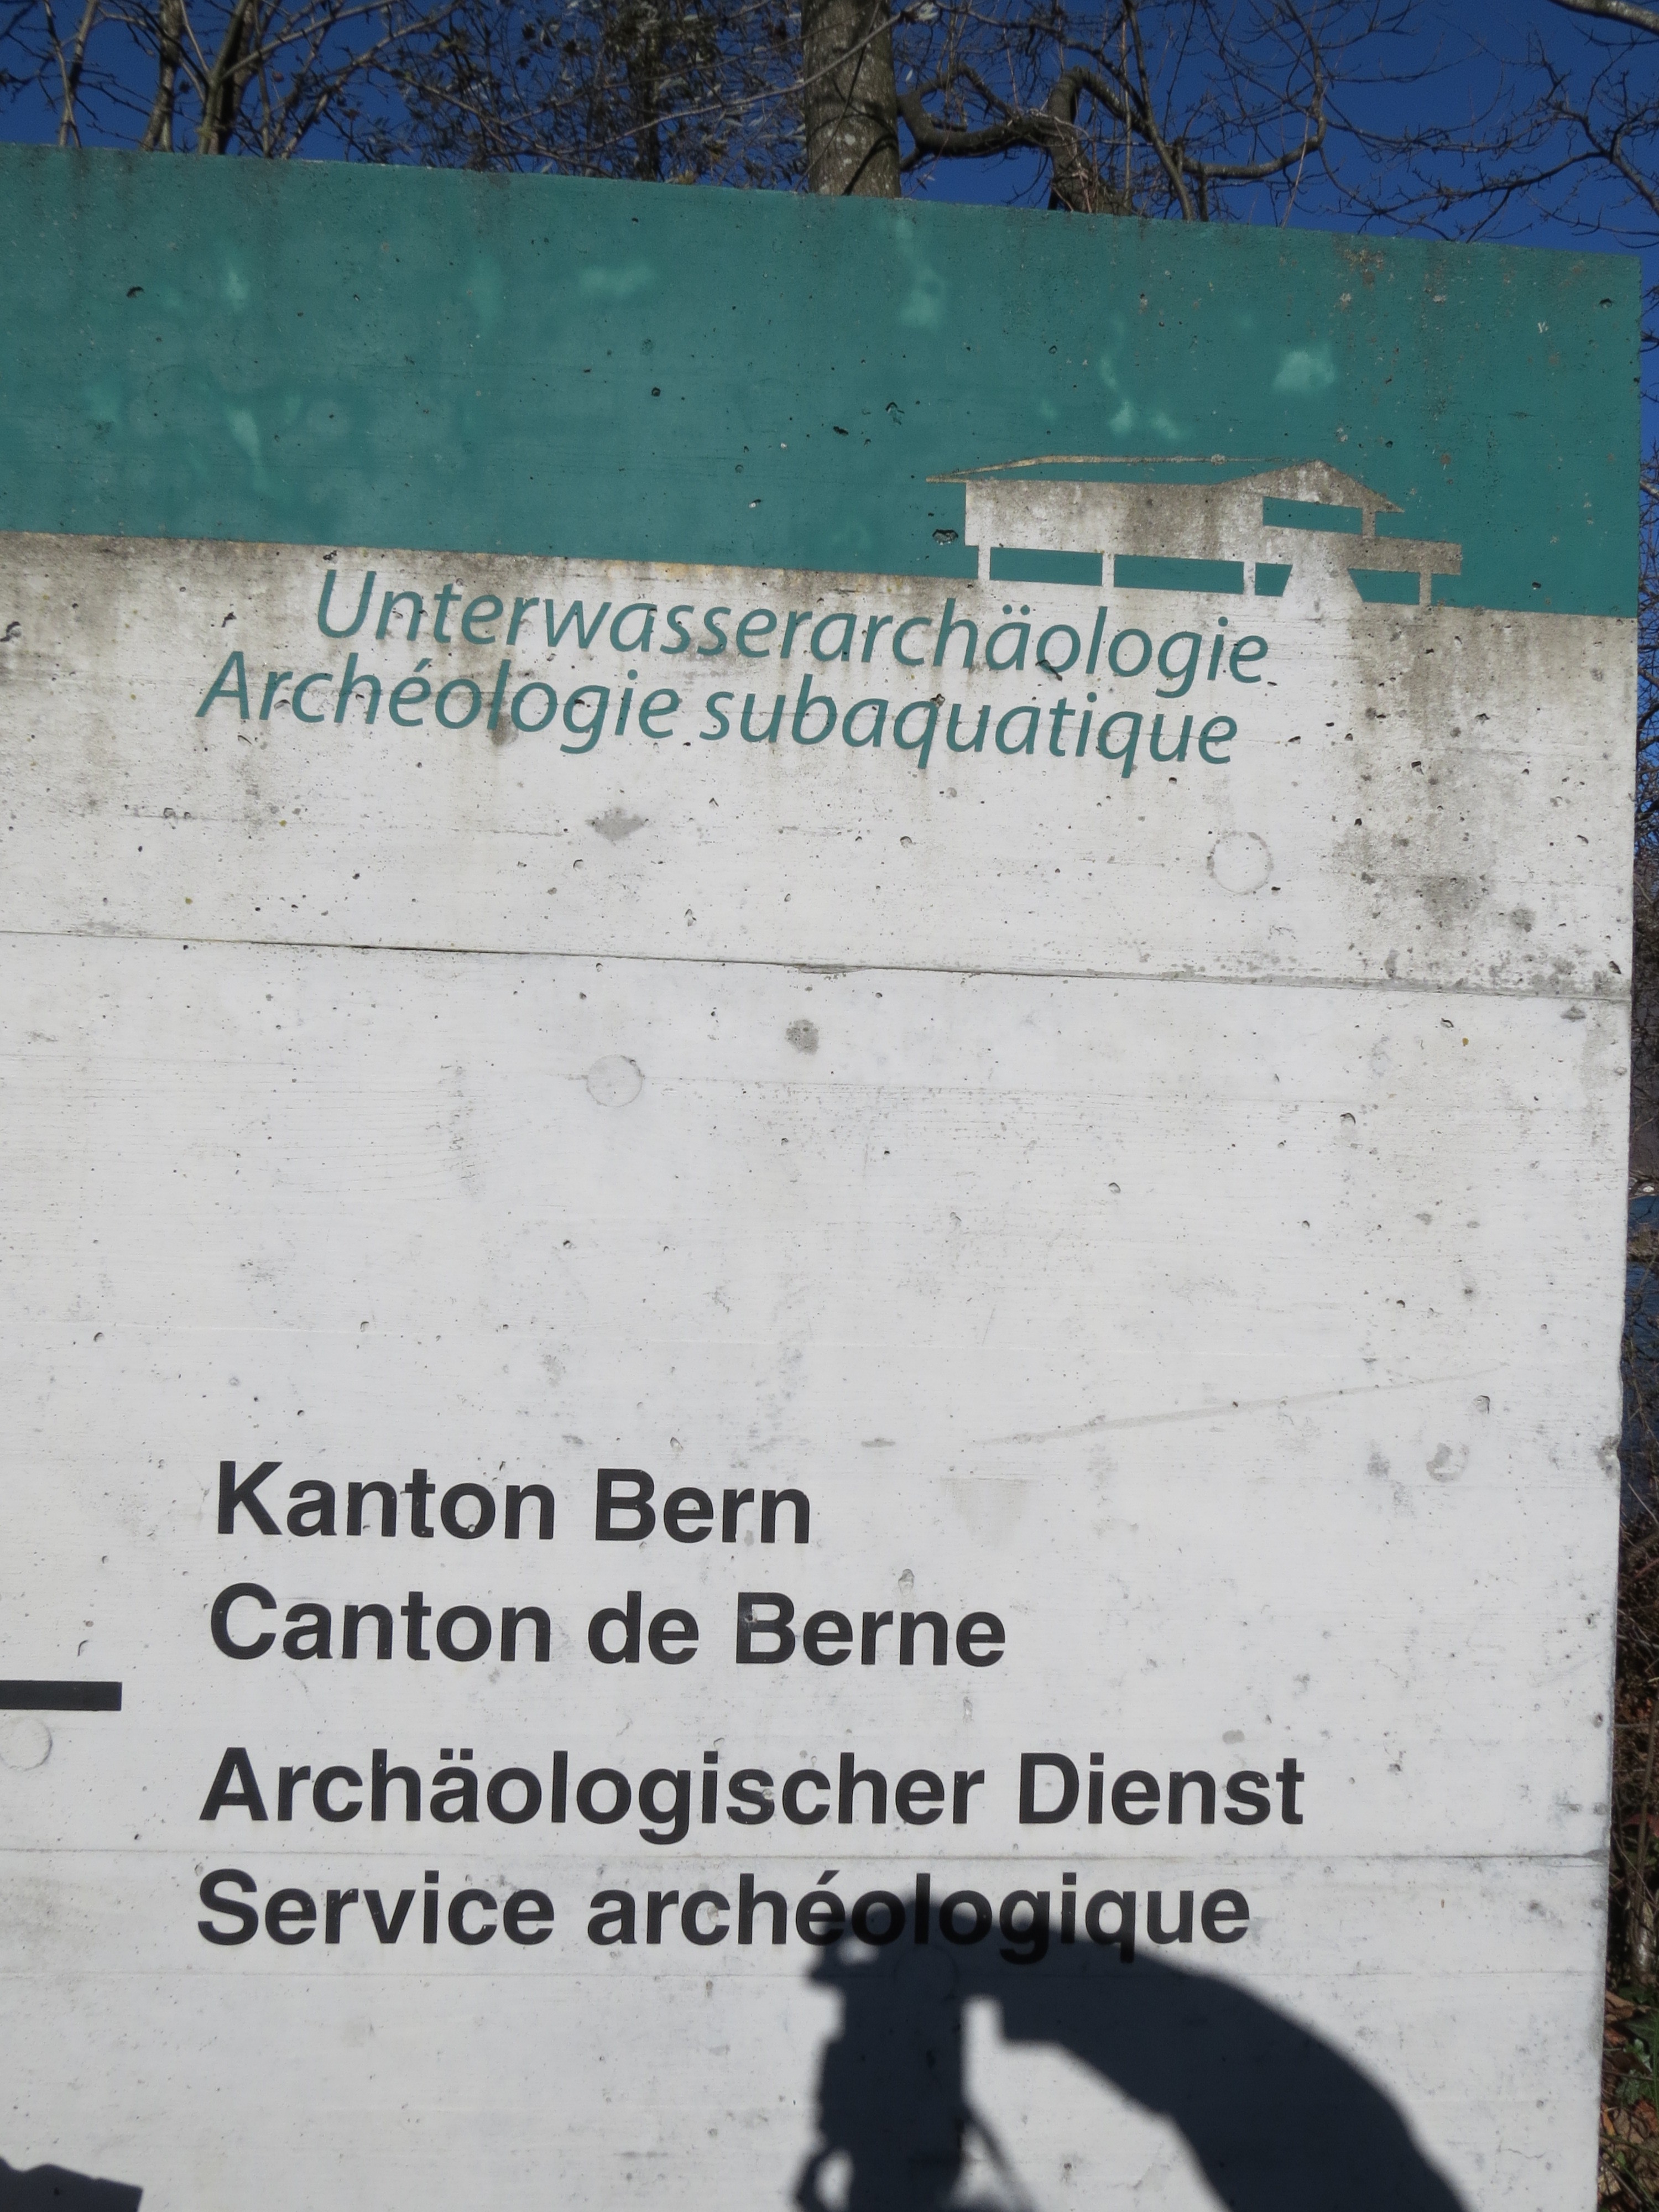 Unterwasserarchäologie
Archéologie subaquatique
Kanton Bern
Canton de Berne
Archäologischer Dienst
Service archéologique